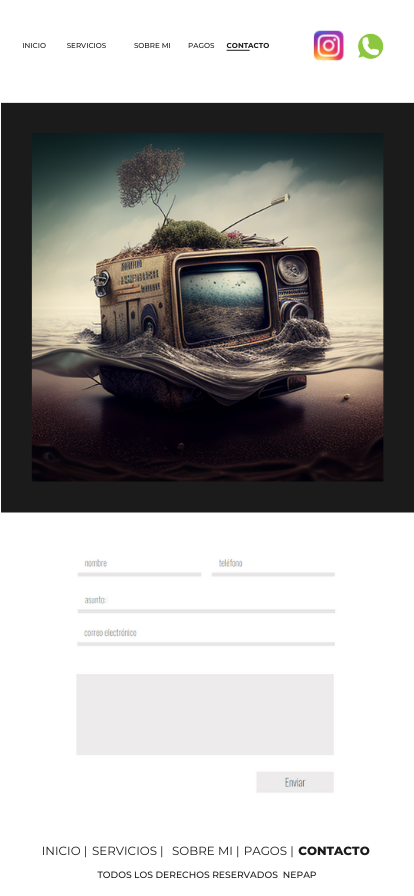 INICIO SERVICIOS SOBRE MI PAGOS CONTACTO
nombre teléfono
asunto:
correo electrónico
Enviar
INICIO | SERVICIOS | SOBRE MI | PAGOS | CONTACTO
TODOS LOS DERECHOS RESERVADOS NEPAP